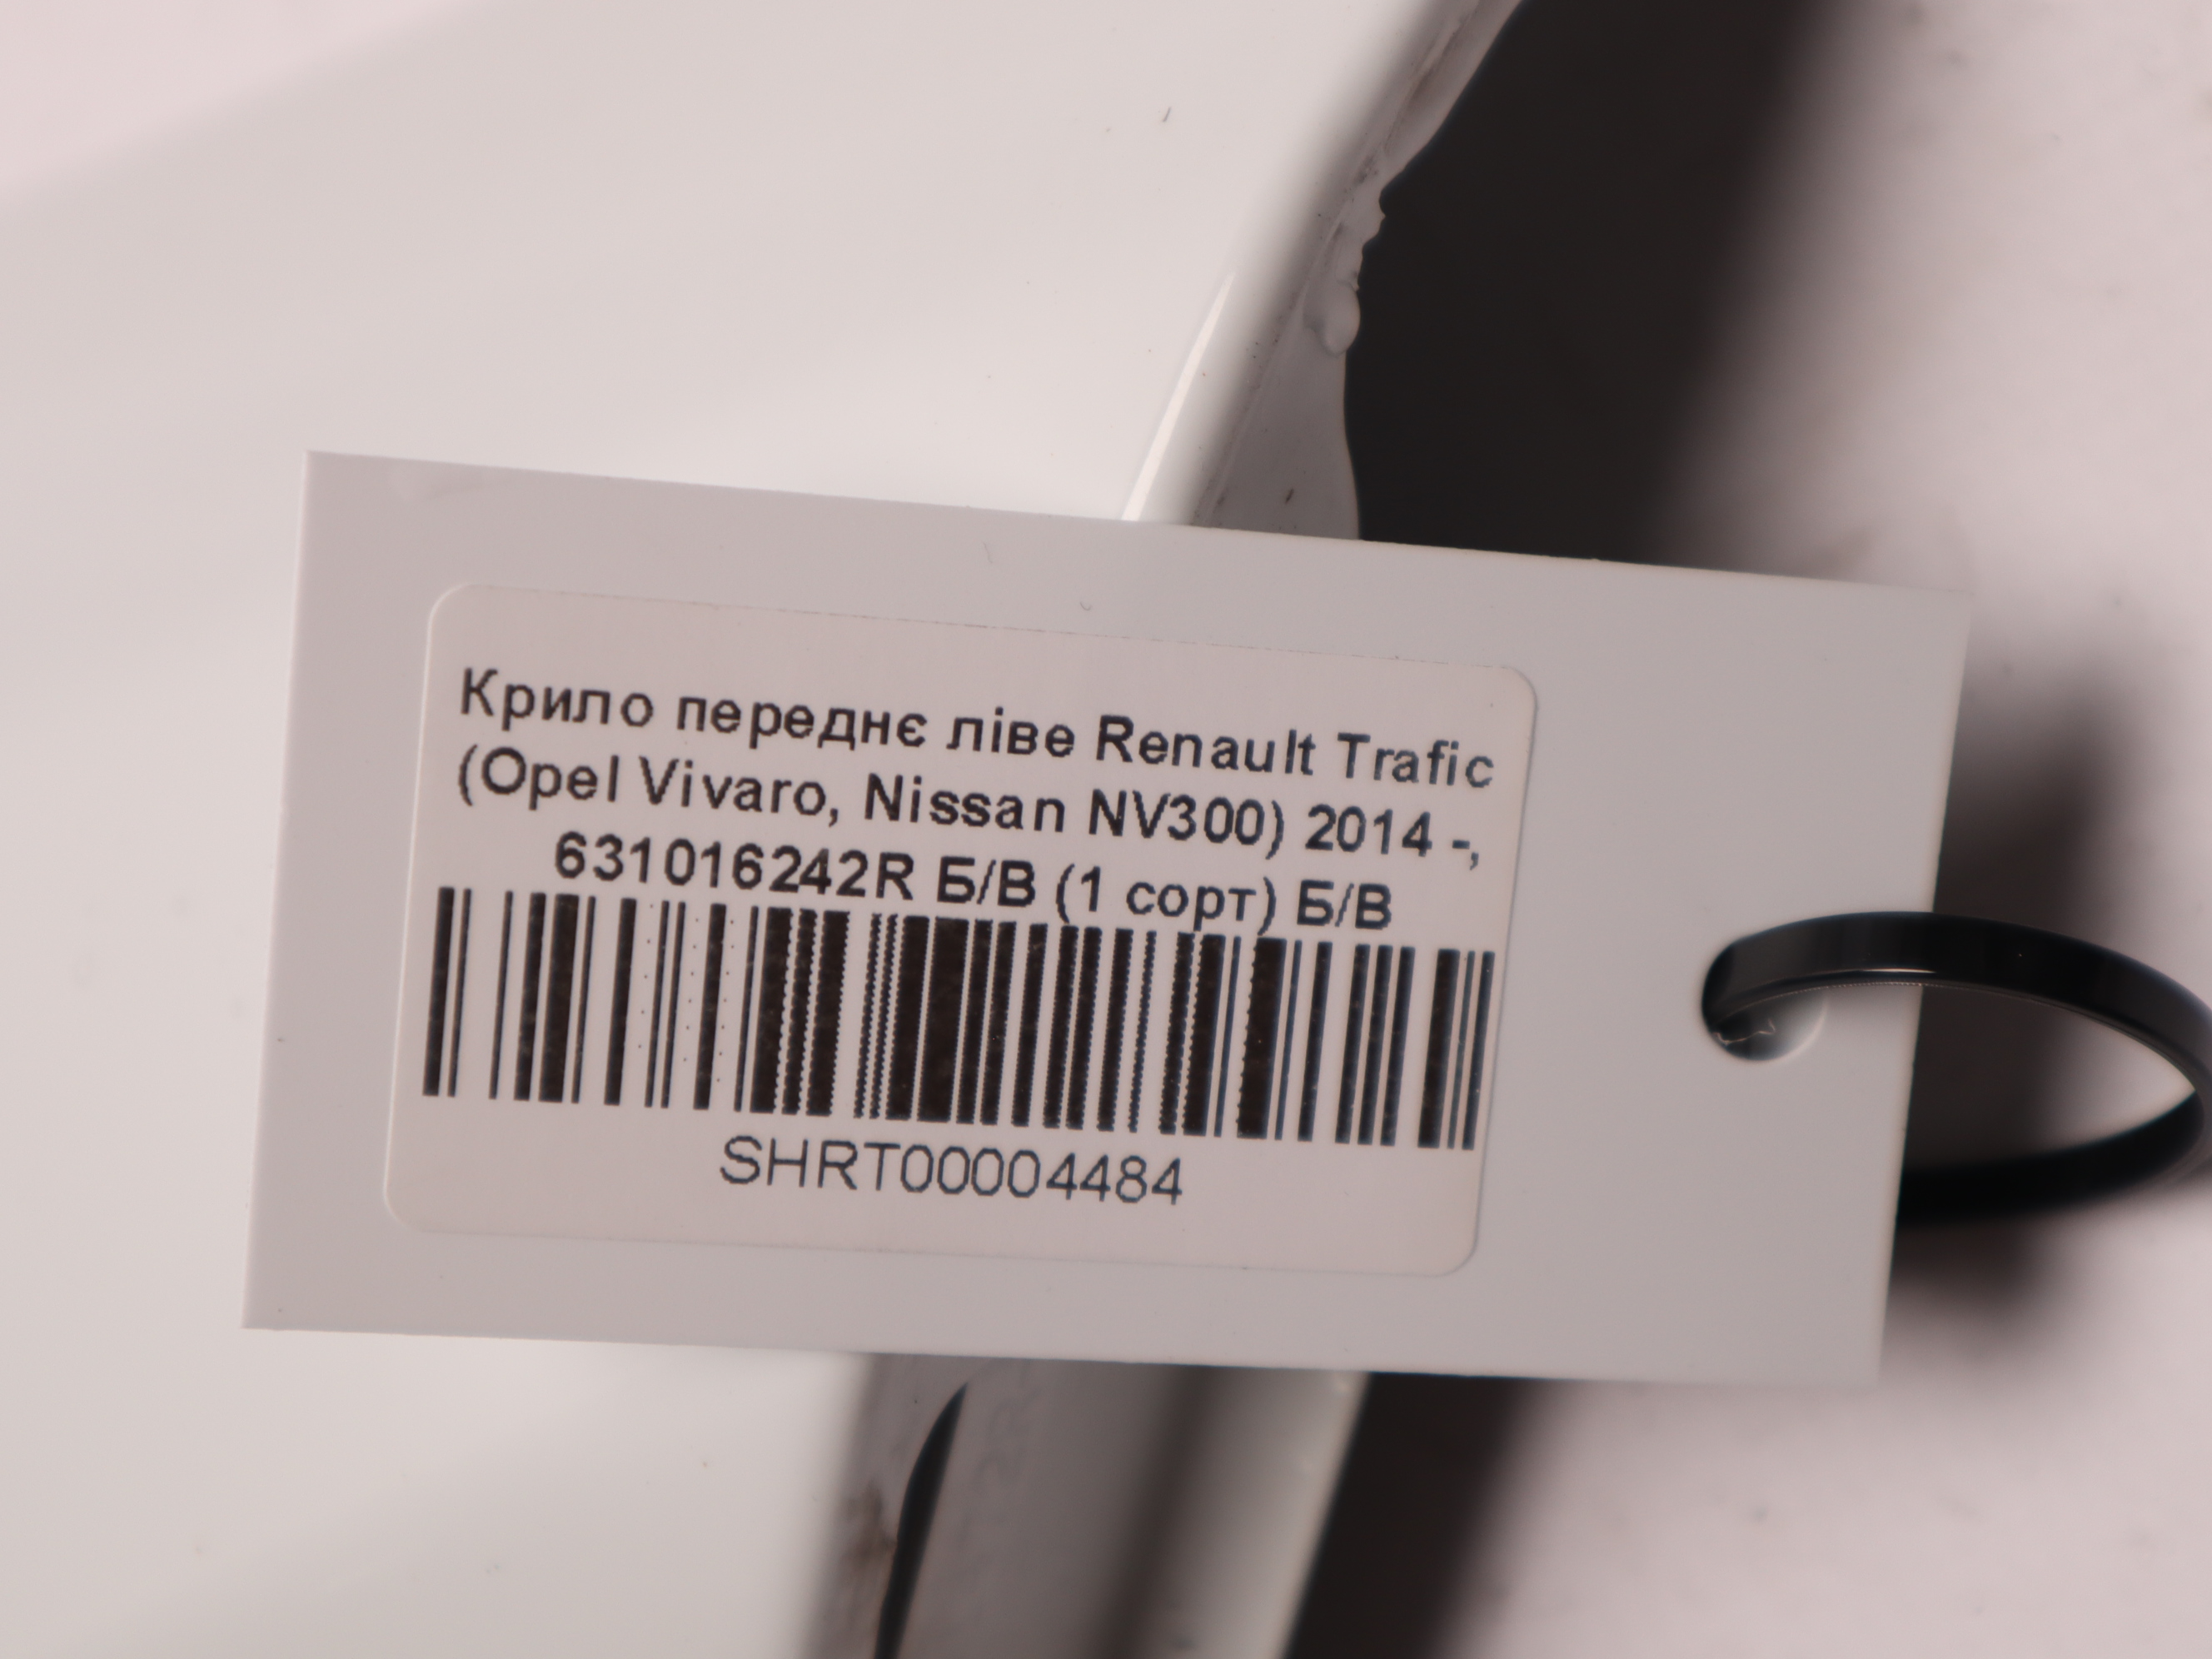 Крило переднє ліве Renault Trafic
(Opel Vivaro, Nissan NV300) 2014 -,
631016242R Б/В (1 сорт) Б/В
SHRT00004484